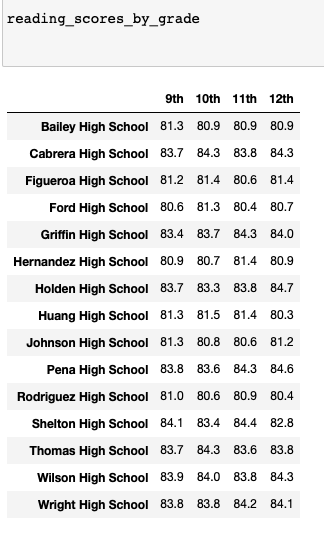 reading_scores_by_grade
9th 10th 11th 12th
Bailey High School 81.3 80.9 80.9 80.9
Cabrera High School 83.7 84.3 83.8 84.3
Figueroa High School 81.2 81.4 80.6 81.4
Ford High School 80.6 81.3 80.4 80.7
Griffin High School 83.4 83.7 84.3 84.0
Hernandez High School 80.9 80.7 81.4 80.9
Holden High School 83.7 83.3 83.8 84.7
Huang High School 81.3 81.5 81.4 80.3
Johnson High School 81.3 80.8 80.6 81.2
Pena High School 83.8 83.6 84.3 84.6
Rodriguez High School 81.0 80.6 80.9 80.4
Shelton High School 84.1 83.4 84.4 82.8
Thomas High School 83.7 84.3 83.6 83.8
Wilson High School 83.9 84.0 83.8 84.3
Wright High School 83.8 83.8 84.2 84.1